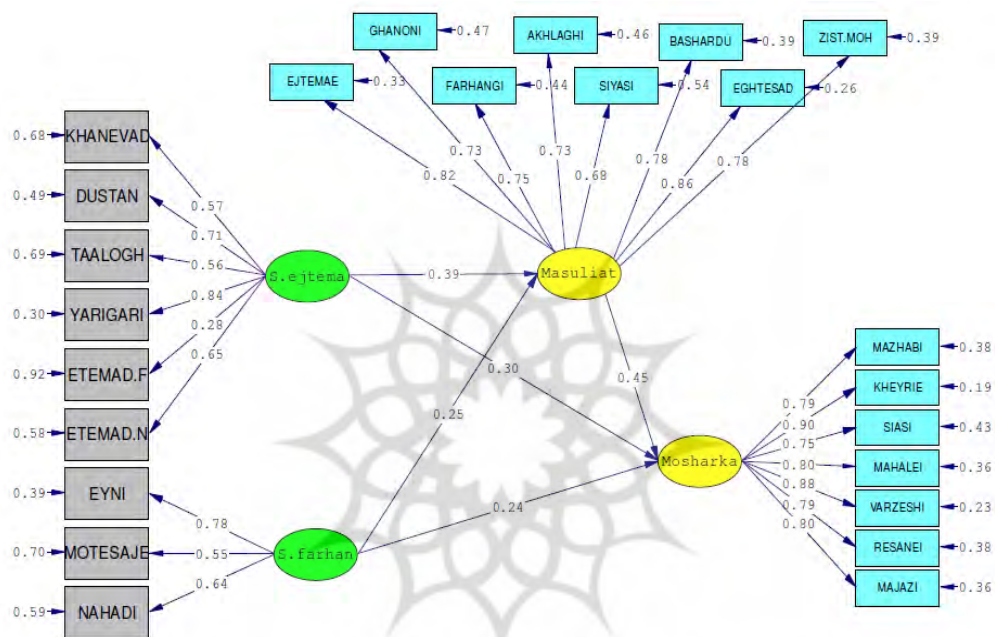 GHANONI 0.47
AKHLAGHI 0.46
BASHARDU 0.39
ZIST.MOH 0.39
EJTEMAE 0.33
FARHANGI 0.44
SIYASI 0.54
EGHTESAD 0.26
0.82
0.73
0.75
0.73
0.68
0.78
0.86
0.78
0.68 KHANEVAD
0.49 DUSTAN
0.69 TAALOGH
0.30 YARIGARI
0.92 ETEMAD.F
0.58 ETEMAD.N
0.39 EYNI
0.70 MOTESAJE
0.59 NAHADI
0.57
0.71
0.56
0.84
0.28
0.65
S.ejtema
0.39
Masuliat
0.30
0.45
0.25
0.78
0.55
0.64
S.farhan
0.24
Mosharka
0.79
0.90
0.75
0.80
0.88
0.79
0.80
MAZHABI 0.38
KHEYRIE 0.19
SIASI 0.43
MAHALEI 0.36
VARZESHI 0.23
RESANEI 0.38
MAJAZI 0.36